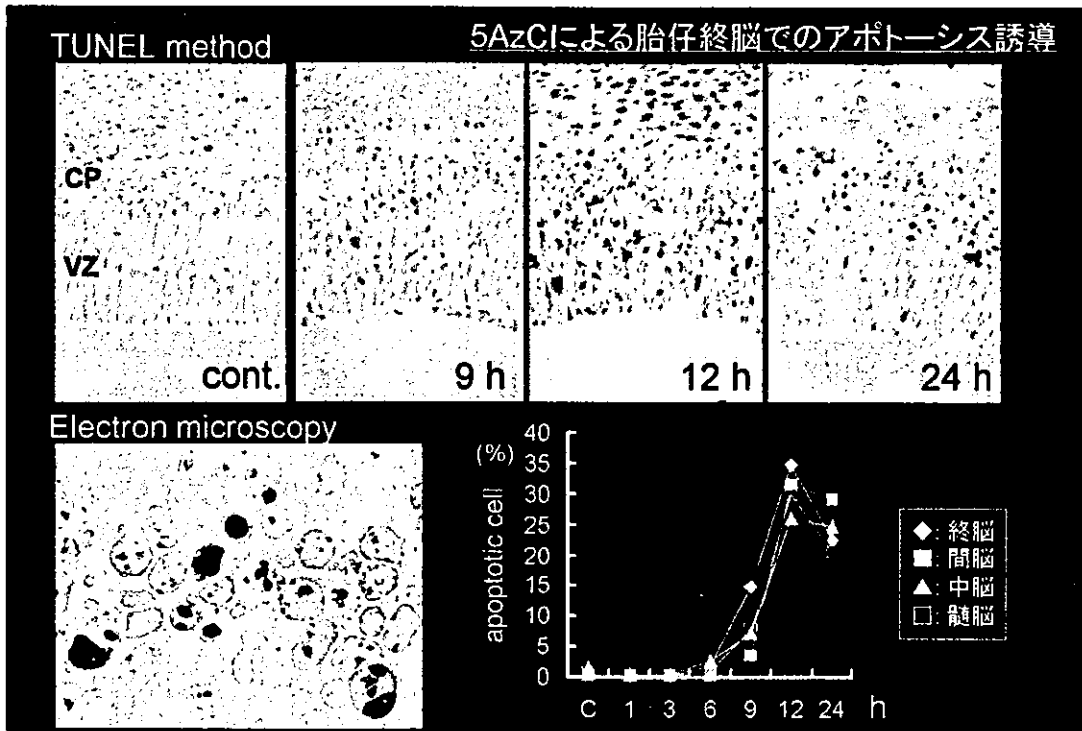 TUNEL method
5AzCによる胎仔終脳でのアポトーシス誘導
CP
VZ
cont.
9 h
12 h
24 h
Electron microscopy
(%)
apoptotic cell
40
35
30
25
20
15
10
5
0
C 1 3 6 9 12 24 h
◆: 終脳
■: 間脳
▲: 中脳
□: 髄脳